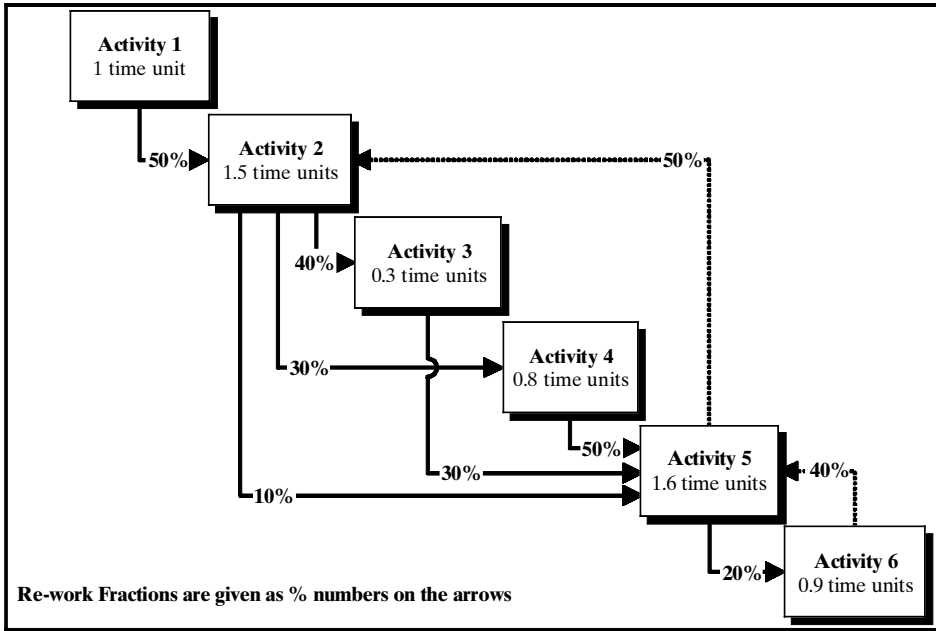 Activity 1
1 time unit
50%
Activity 2
1.5 time units
50%
40%
Activity 3
0.3 time units
30%
Activity 4
0.8 time units
50%
30%
10%
Activity 5
1.6 time units
40%
20%
Activity 6
0.9 time units
Re-work Fractions are given as % numbers on the arrows